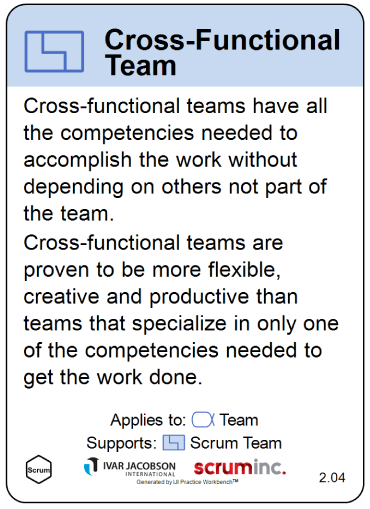 Cross-Functional
Team
Cross-functional teams have all
the competencies needed to
accomplish the work without
depending on others not part of
the team.
Cross-functional teams are
proven to be more flexible,
creative and productive than
teams that specialize in only one
of the competencies needed to
get the work done.
Applies to: Team
Supports: Scrum Team
Scrum
IVAR JACOBSON
INTERNATIONAL
scruminc.
Generated by IJI Practice Workbench™
2.04